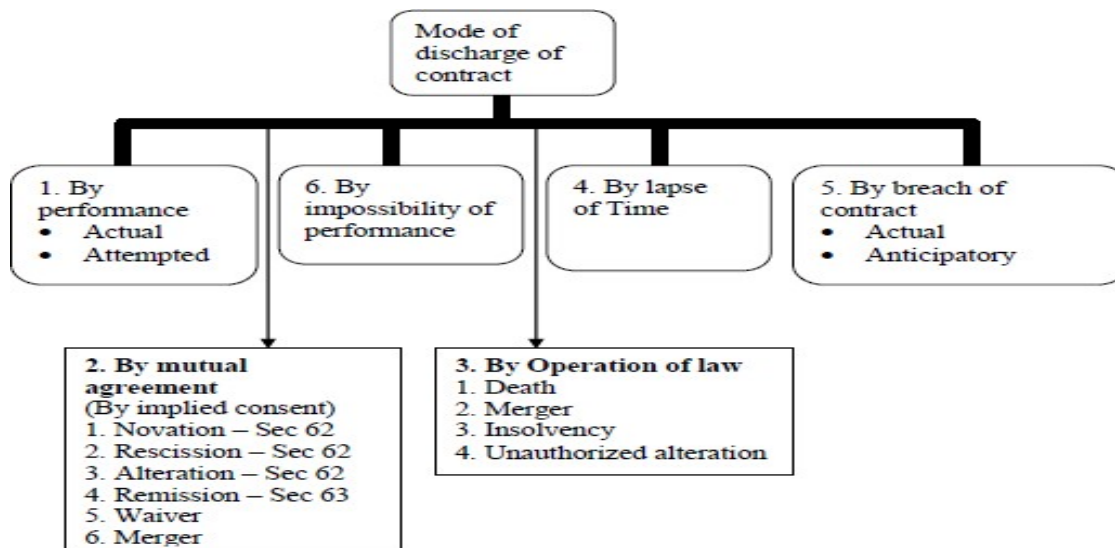 Mode of
discharge of
contract
1. By
performance
• Actual
• Attempted
6. By
impossibility of
performance
4. By lapse
of Time
5. By breach of
contract
• Actual
• Anticipatory
2. By mutual
agreement
(By implied consent)
1. Novation – Sec 62
2. Rescission – Sec 62
3. Alteration – Sec 62
4. Remission – Sec 63
5. Waiver
6. Merger
3. By Operation of law
1. Death
2. Merger
3. Insolvency
4. Unauthorized alteration